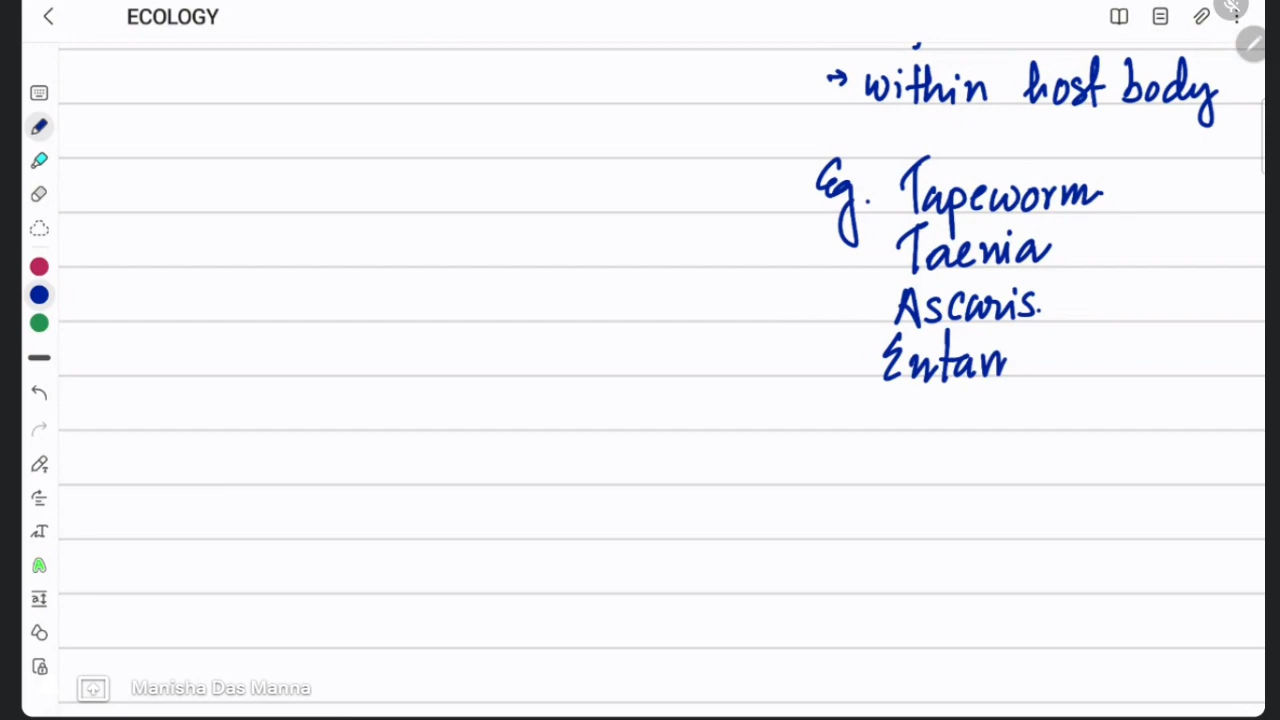 ECOLOGY
→ within host body
Eg. Tapeworm
Taenia
Ascaris.
Entam
Manisha Das Manna